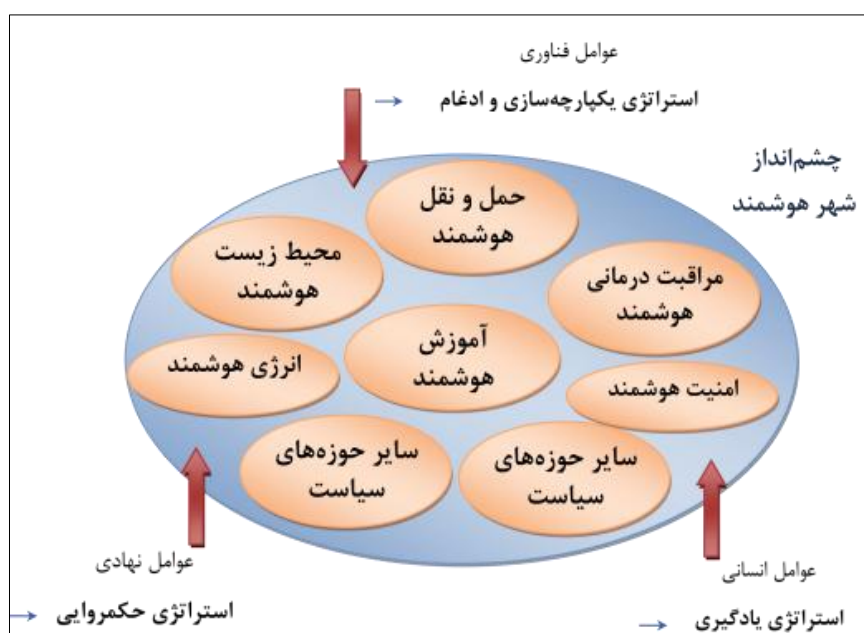 عوامل فناوری
استراتژی یکپارچه‌سازی و ادغام
چشم‌انداز
شهر هوشمند
حمل و نقل
هوشمند
محیط زیست
هوشمند
مراقبت درمانی
هوشمند
آموزش
هوشمند
انرژی هوشمند
امنیت هوشمند
سایر حوزه‌های
سیاست
سایر حوزه‌های
سیاست
عوامل انسانی
استراتژی یادگیری
عوامل نهادی
استراتژی حکمروایی